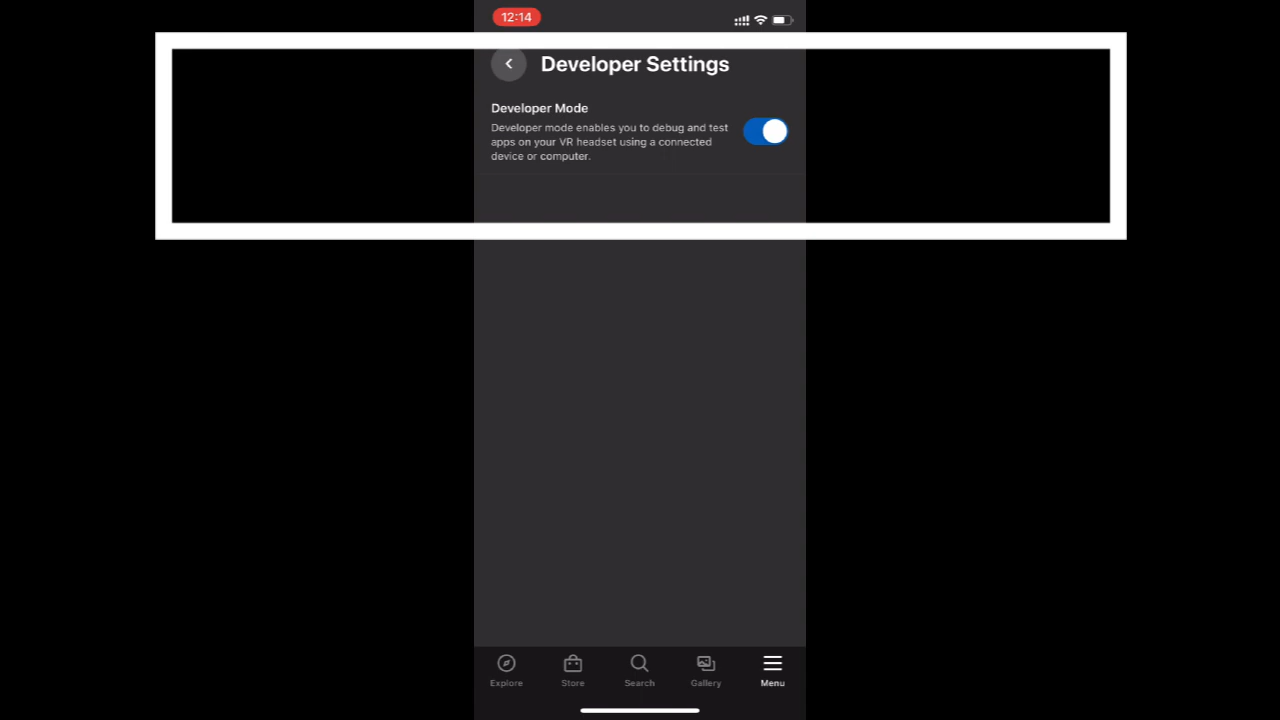 12:14
Developer Settings
Developer Mode
Developer mode enables you to debug and test
apps on your VR headset using a connected
device or computer.
Explore
Store
Search
Gallery
Menu